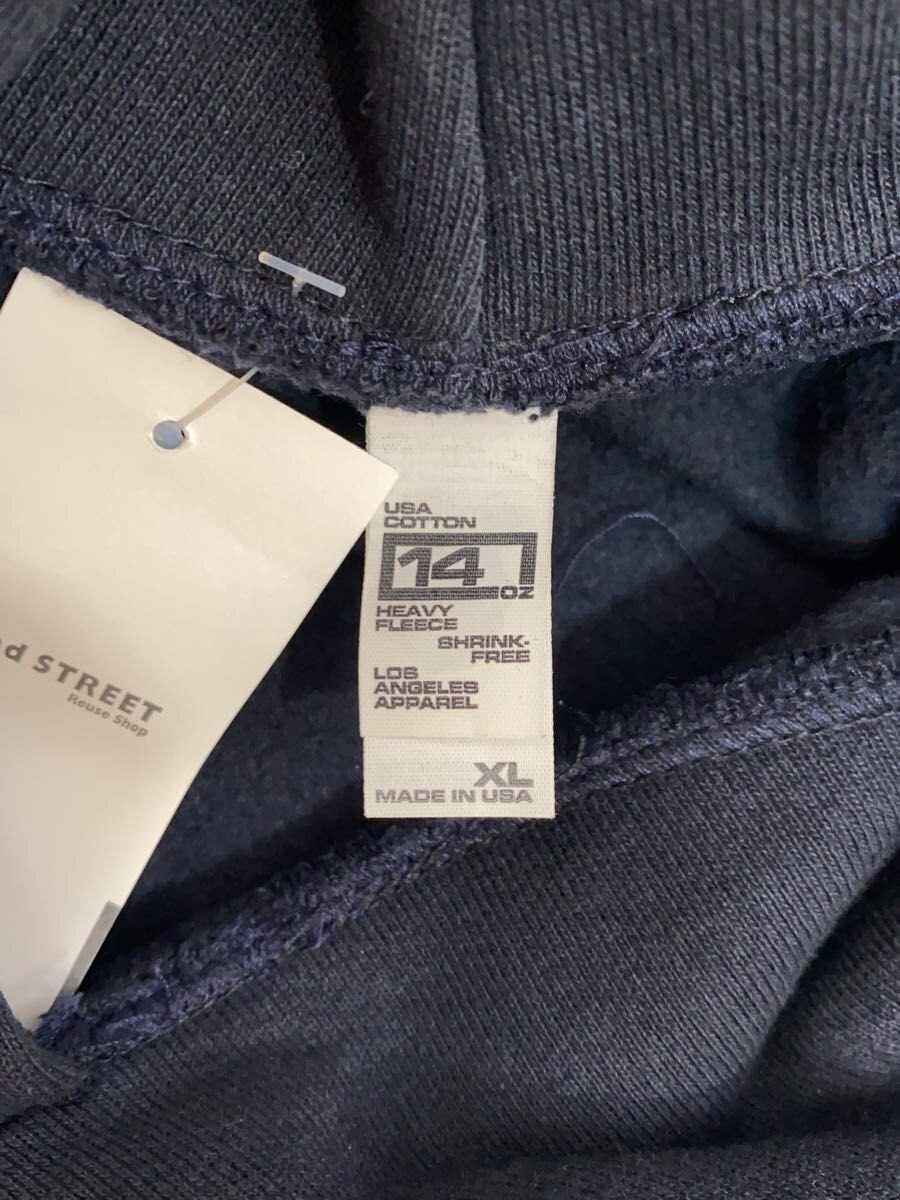 USA
COTTON
14
OZ
HEAVY
FLEECE
SHRINK-
FREE
LOS
ANGELES
APPAREL
XL
MADE IN USA
STREET
Reuse Shop